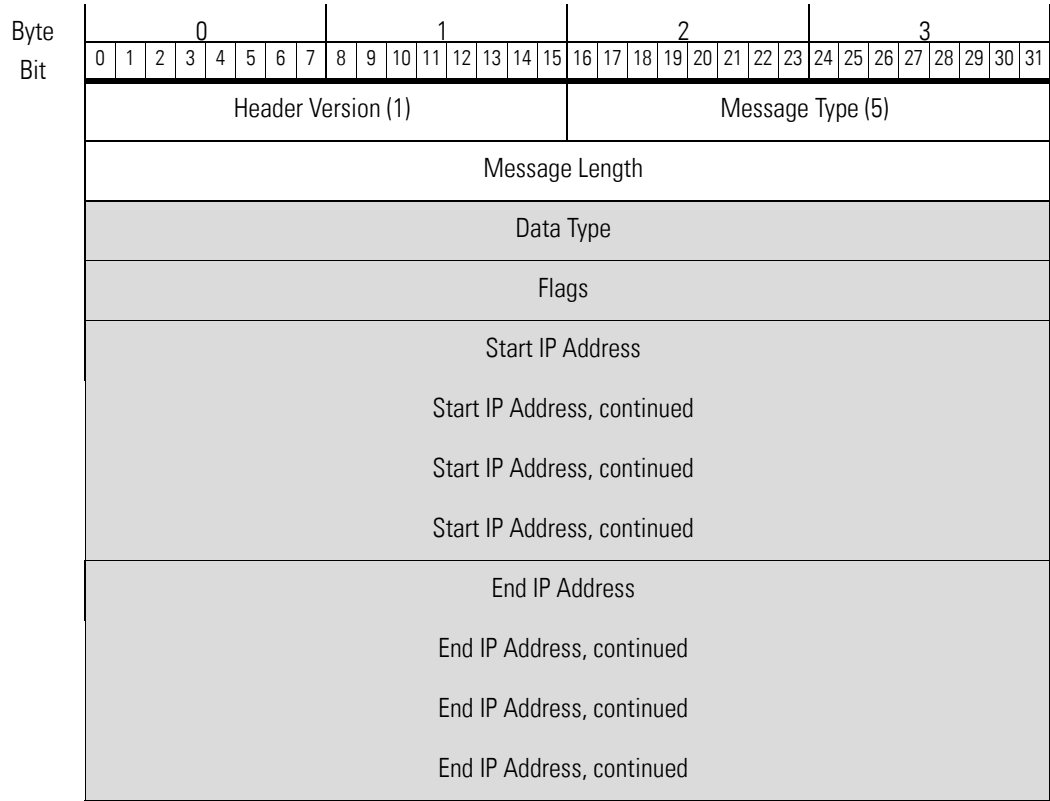 Byte 0 1 2 3
Bit 0 1 2 3 4 5 6 7 8 9 10 11 12 13 14 15 16 17 18 19 20 21 22 23 24 25 26 27 28 29 30 31
Header Version (1) Message Type (5)
Message Length
Data Type
Flags
Start IP Address
Start IP Address, continued
Start IP Address, continued
Start IP Address, continued
End IP Address
End IP Address, continued
End IP Address, continued
End IP Address, continued